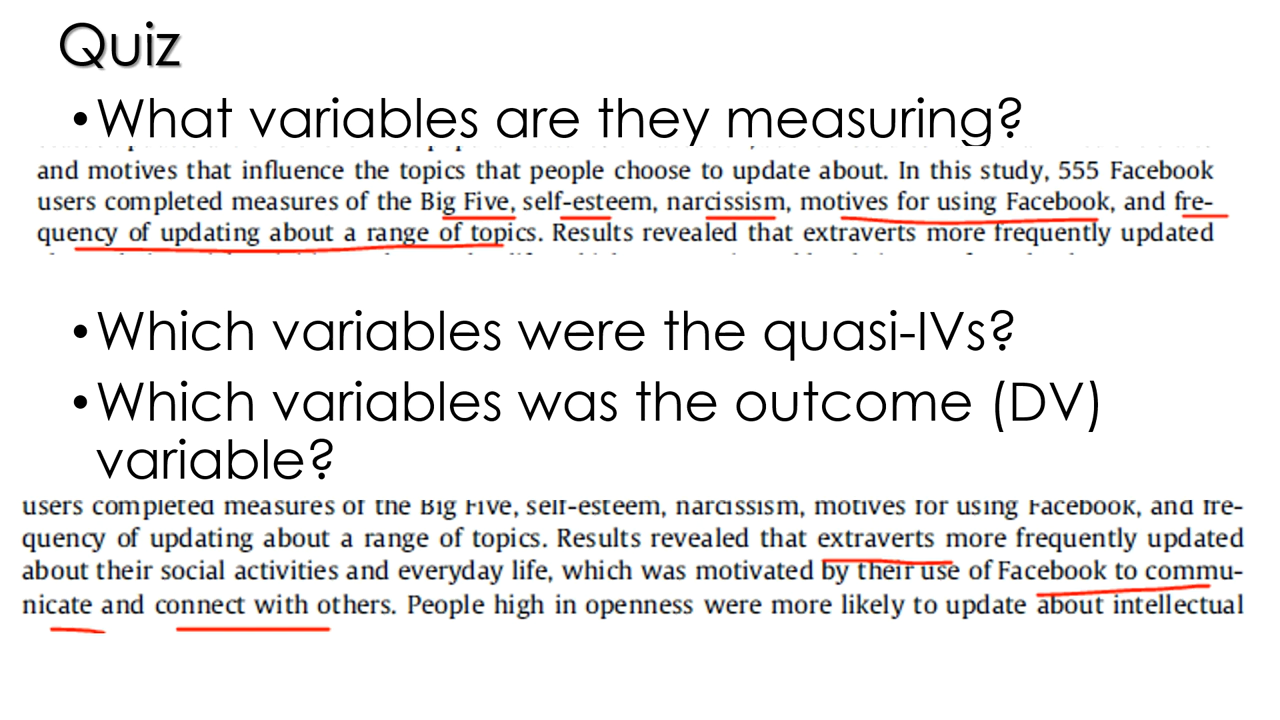 Quiz
•What variables are they measuring?
and motives that influence the topics that people choose to update about. In this study, 555 Facebook
users completed measures of the Big Five, self-esteem, narcissism, motives for using Facebook, and fre-
quency of updating about a range of topics. Results revealed that extraverts more frequently updated
•Which variables were the quasi-IVs?
•Which variables was the outcome (DV)
variable?
users completed measures of the Big Five, self-esteem, narcissism, motives for using Facebook, and fre-
quency of updating about a range of topics. Results revealed that extraverts more frequently updated
about their social activities and everyday life, which was motivated by their use of Facebook to commu-
nicate and connect with others. People high in openness were more likely to update about intellectual